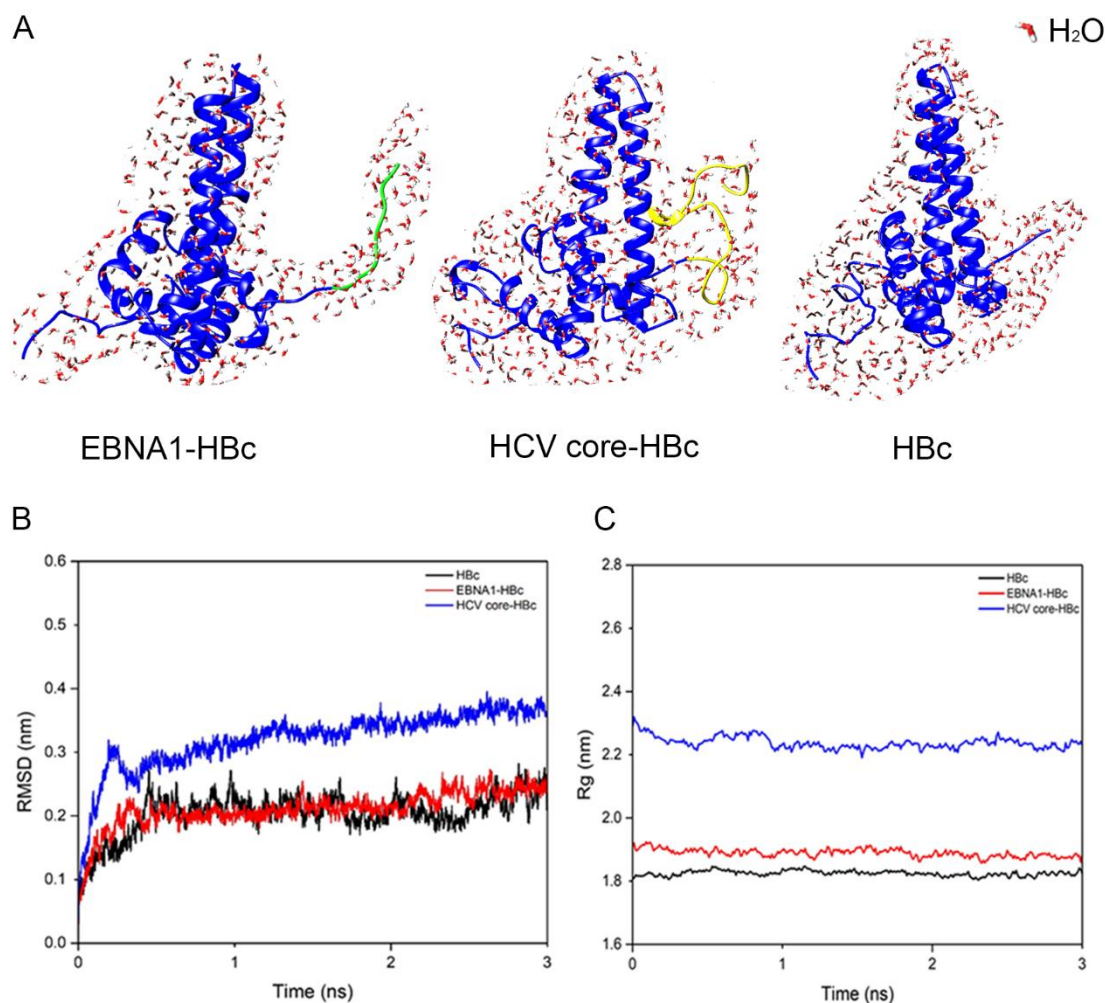 A
H₂O
EBNA1-HBc
HCV core-HBc
HBc
B
0.6
0.5
0.4
0.3
0.2
0.1
0.0
RMSD (nm)
HBc
EBNA1-HBc
HCV core-HBc
0
1
2
3
Time (ns)
C
2.8
2.6
2.4
2.2
2.0
1.8
1.6
Rg (nm)
HBc
EBNA1-HBc
HCV core-HBc
0
1
2
3
Time (ns)